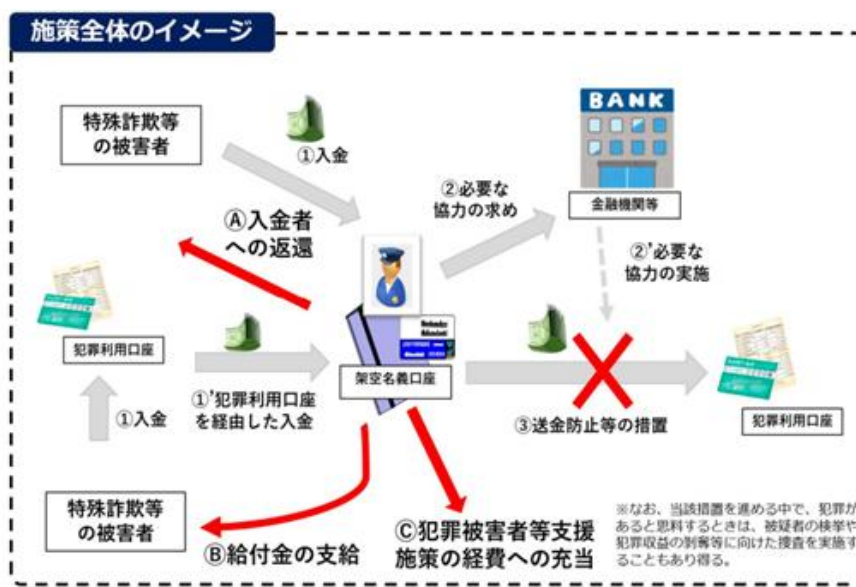 施策全体のイメージ
特殊詐欺等
の被害者
①入金
BANK
②必要な
協力の求め
金融機関等
Ⓐ入金者
への返還
②'必要な
協力の実施
犯罪利用口座
①'犯罪利用口座
を経由した入金
架空名義口座
③送金防止等の措置
犯罪利用口座
①入金
特殊詐欺等
の被害者
Ⓑ給付金の支給
Ⓒ犯罪被害者等支援
施策の経費への充当
※なお、当該措置を進める中で、犯罪が
あると思料するときは、被疑者の検挙や
犯罪収益の剥奪等に向けた捜査を実施す
ることもあり得る。